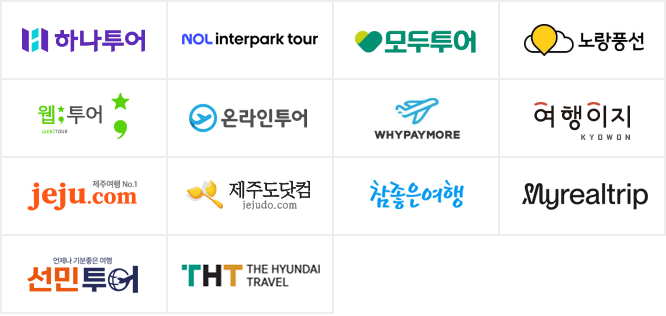 하나투어
NOL interpark tour
모두투어
노랑풍선
웹;투어
WEBTOUR
온라인투어
WHYPAYMORE
여행이지
KYOWON
제주여행 No.1
jeju.com
제주도닷컴
jejudo.com
참좋은여행
Myrealtrip
언제나 기분좋은 여행
선민투어
THT THE HYUNDAI
TRAVEL